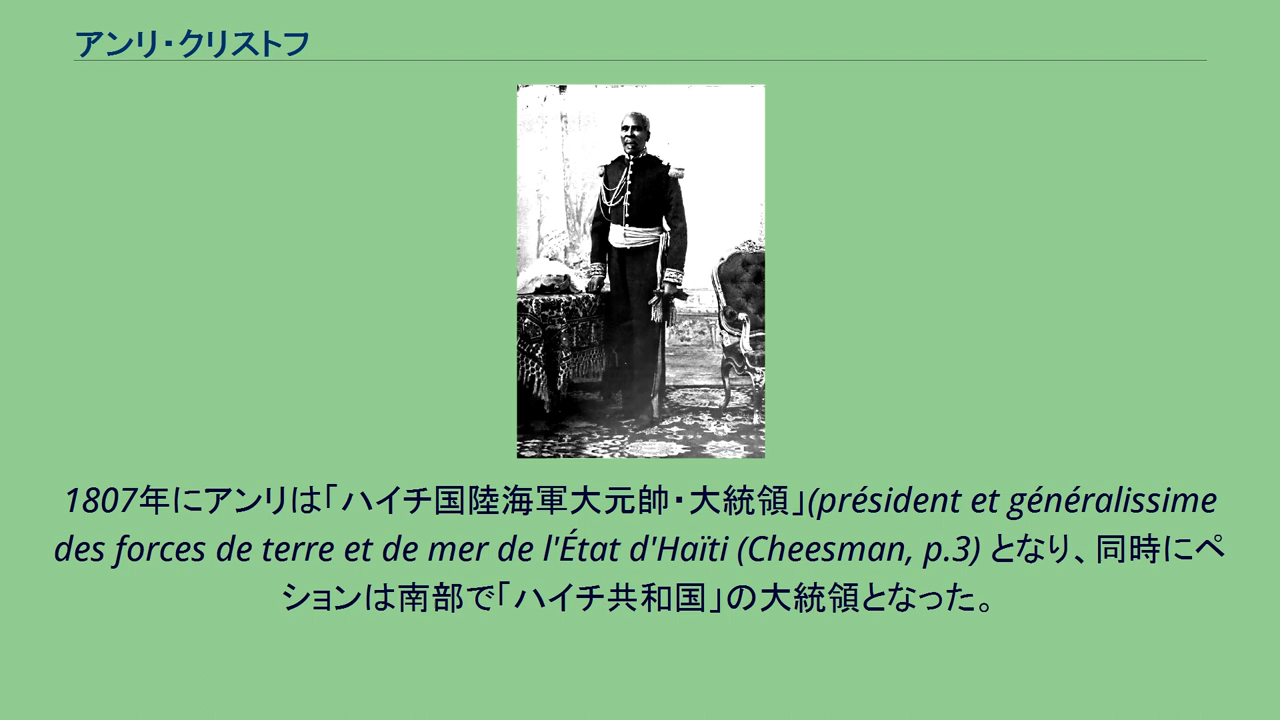 アンリ・クリストフ
1807年にアンリは「ハイチ国陸海軍大元帥・大統領」(président et généralissime
des forces de terre et de mer de l'État d'Haïti (Cheesman, p.3) となり、同時にペ
ションは南部で「ハイチ共和国」の大統領となった。